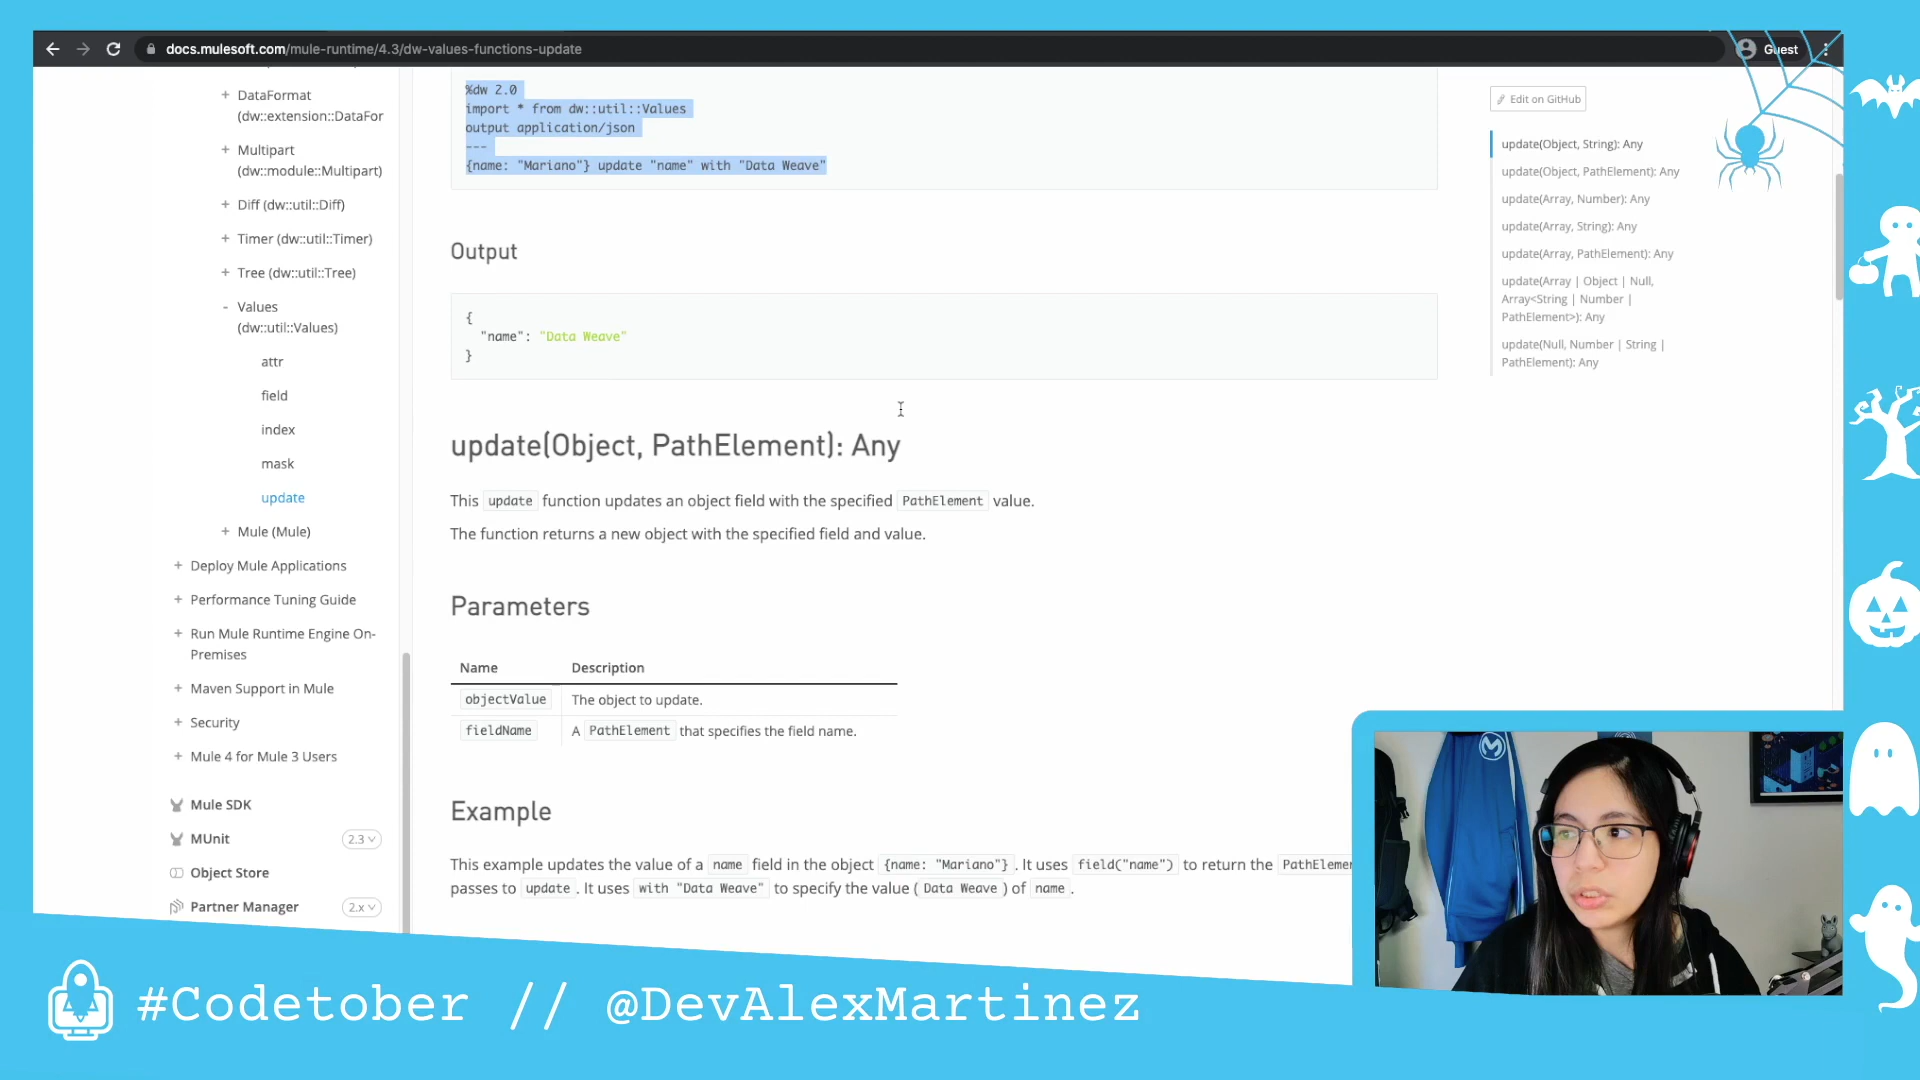 docs.mulesoft.com/mule-runtime/4.3/dw-values-functions-update
Guest
+ DataFormat
(dw::extension::DataFor
+ Multipart
(dw::module::Multipart)
+ Diff (dw::util::Diff)
+ Timer (dw::util::Timer)
+ Tree (dw::util::Tree)
- Values
(dw::util::Values)
attr
field
index
mask
update
+ Mule (Mule)
+ Deploy Mule Applications
+ Performance Tuning Guide
+ Run Mule Runtime Engine On-
Premises
+ Maven Support in Mule
+ Security
+ Mule 4 for Mule 3 Users
Mule SDK
MUnit 2.3
Object Store
Partner Manager 2.x
%dw 2.0
import * from dw::util::Values
output application/json
---
{name: "Mariano"} update "name" with "Data Weave"
Output
{
"name": "Data Weave"
}
update(Object, PathElement): Any
This update function updates an object field with the specified PathElement value.
The function returns a new object with the specified field and value.
Parameters
Name Description
objectValue The object to update.
fieldName A PathElement that specifies the field name.
Example
This example updates the value of a name field in the object {name: "Mariano"} . It uses field("name") to return the PathElemen
passes to update . It uses with "Data Weave" to specify the value ( Data Weave ) of name .
Edit on GitHub
update(Object, String): Any
update(Object, PathElement): Any
update(Array, Number): Any
update(Array, String): Any
update(Array, PathElement): Any
update(Array | Object | Null,
Array<String | Number |
PathElement>): Any
update(Null, Number | String |
PathElement): Any
#Codetober // @DevAlexMartinez